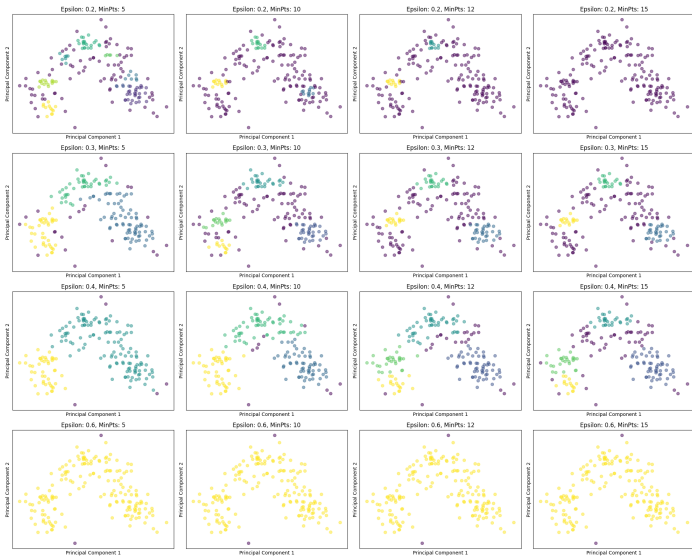 Epsilon: 0.2, MinPts: 5
Epsilon: 0.2, MinPts: 10
Epsilon: 0.2, MinPts: 12
Epsilon: 0.2, MinPts: 15
Principal Component 2
Principal Component 2
Principal Component 2
Principal Component 2
Principal Component 1
Principal Component 1
Principal Component 1
Principal Component 1
Epsilon: 0.3, MinPts: 5
Epsilon: 0.3, MinPts: 10
Epsilon: 0.3, MinPts: 12
Epsilon: 0.3, MinPts: 15
Principal Component 2
Principal Component 2
Principal Component 2
Principal Component 2
Principal Component 1
Principal Component 1
Principal Component 1
Principal Component 1
Epsilon: 0.4, MinPts: 5
Epsilon: 0.4, MinPts: 10
Epsilon: 0.4, MinPts: 12
Epsilon: 0.4, MinPts: 15
Principal Component 2
Principal Component 2
Principal Component 2
Principal Component 2
Principal Component 1
Principal Component 1
Principal Component 1
Principal Component 1
Epsilon: 0.6, MinPts: 5
Epsilon: 0.6, MinPts: 10
Epsilon: 0.6, MinPts: 12
Epsilon: 0.6, MinPts: 15
Principal Component 2
Principal Component 2
Principal Component 2
Principal Component 2
Principal Component 1
Principal Component 1
Principal Component 1
Principal Component 1